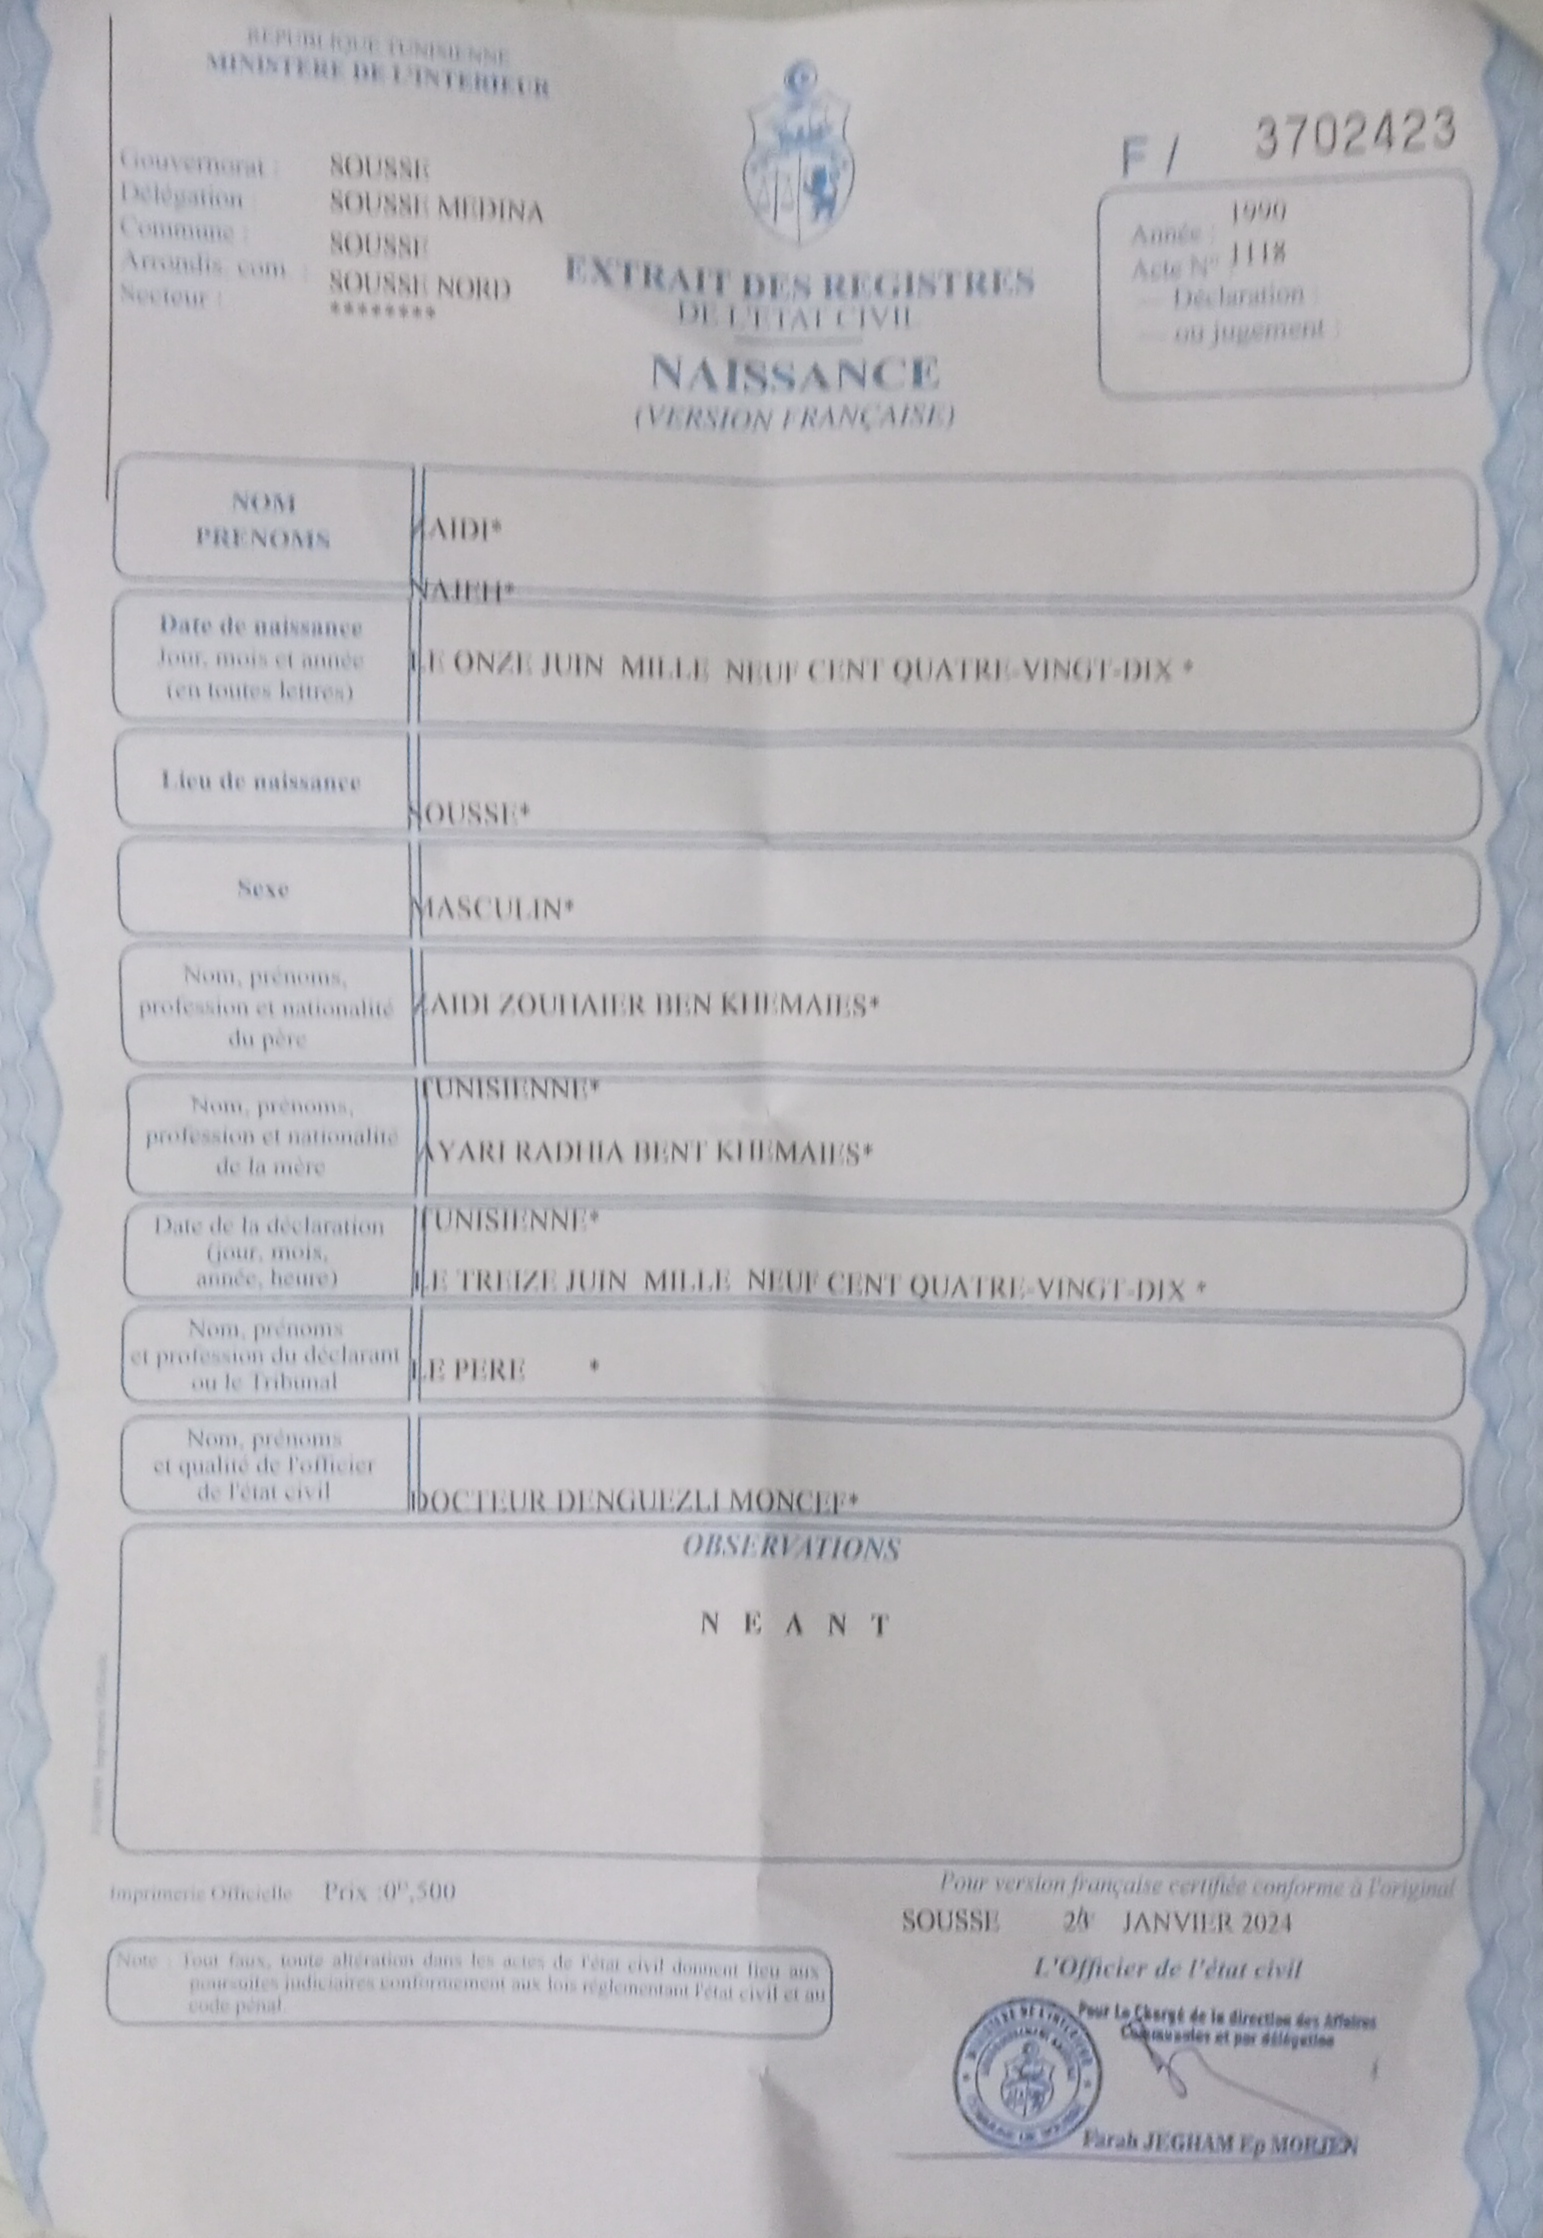 REPUBLIQUE TUNISIENNE
MINISTERE DE L'INTERIEUR
Gouvernorat : SOUSSE
Délégation : SOUSSE MEDINA
Commune : SOUSSE
Arrondis. com. : SOUSSE NORD
Secteur : ********
F / 3702423
Année : 1990
Acte N° 1118
— Déclaration :
— ou jugement :
EXTRAIT DES REGISTRES
DE L'ETAT CIVIL
NAISSANCE
(VERSION FRANÇAISE)
NOM
PRENOMS
ZAIDI*
NAJEH*
Date de naissance
Jour, mois et année
(en toutes lettres)
LE ONZE JUIN MILLE NEUF CENT QUATRE-VINGT-DIX *
Lieu de naissance
SOUSSE*
Sexe
MASCULIN*
Nom, prénoms,
profession et nationalité
du père
ZAIDI ZOUHAIER BEN KHEMAIES*
TUNISIENNE*
Nom, prénoms,
profession et nationalité
de la mère
AYARI RADHIA BENT KHEMAIES*
TUNISIENNE*
Date de la déclaration
(jour, mois,
année, heure)
LE TREIZE JUIN MILLE NEUF CENT QUATRE-VINGT-DIX *
Nom, prénoms
et profession du déclarant
ou le Tribunal
LE PERE *
Nom, prénoms
et qualité de l'officier
de l'état civil
DOCTEUR DENGUEZLI MONCEF*
OBSERVATIONS
N E A N T
Imprimerie Officielle Prix :0ᴰ,500
Pour version française certifiée conforme à l'original
SOUSSE JANVIER 2024
L'Officier de l'état civil
Note : Tout faux, toute altération dans les actes de l'état civil donnent lieu aux
poursuites judiciaires conformement aux lois réglementant l'état civil et au
code pénal.
Pour Le Chargé de la direction des Affaires
Communales et par délégation
Farah JEGHAM Ep MORJEN